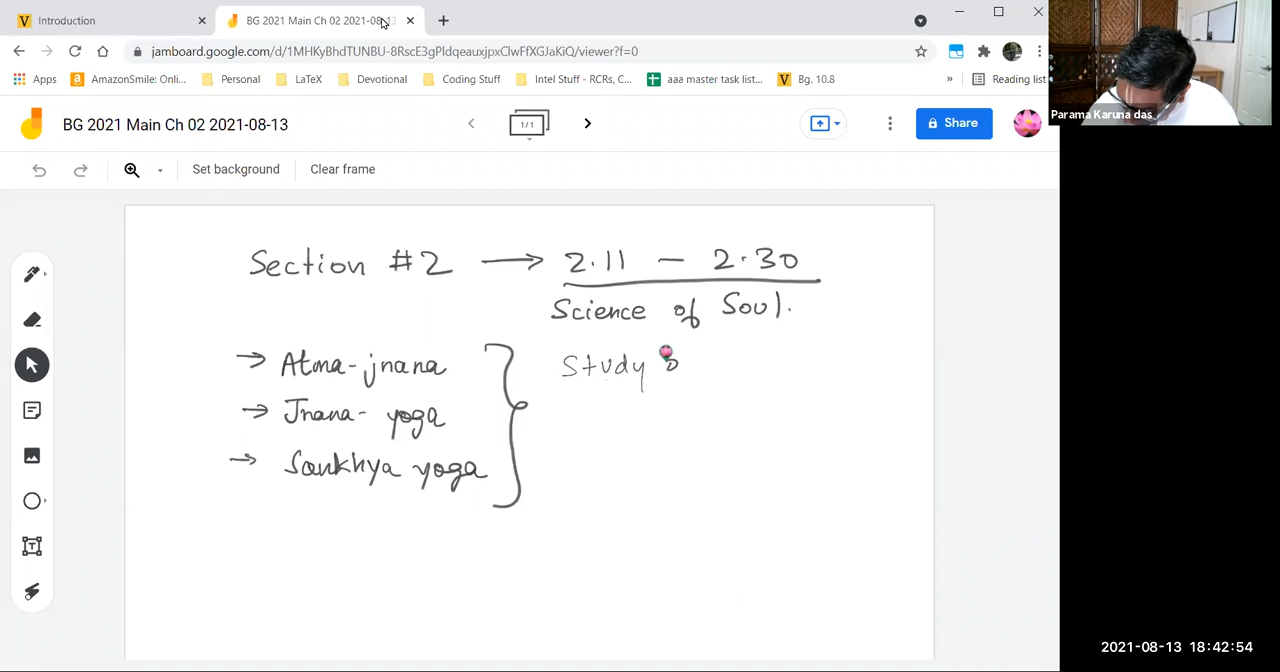 Introduction
BG 2021 Main Ch 02 2021-08-13
jamboard.google.com/d/1MHKyBhdTUNBU-8RscE3gPldqeauxjpxClwFfXGJaKiQ/viewer?f=0
Apps AmazonSmile: Onli... Personal LaTeX Devotional Coding Stuff Intel Stuff - RCRs, C... aaa master task list... Bg. 10.8 » Reading list
Parama Karuna das
BG 2021 Main Ch 02 2021-08-13 1/1 Share
Set background Clear frame
Section #2 → 2.11 – 2.30
Science of Soul.
→ Atma-jnana
Study
→ Jnana- yoga
→ Sankhya yoga
2021-08-13 18:42:54